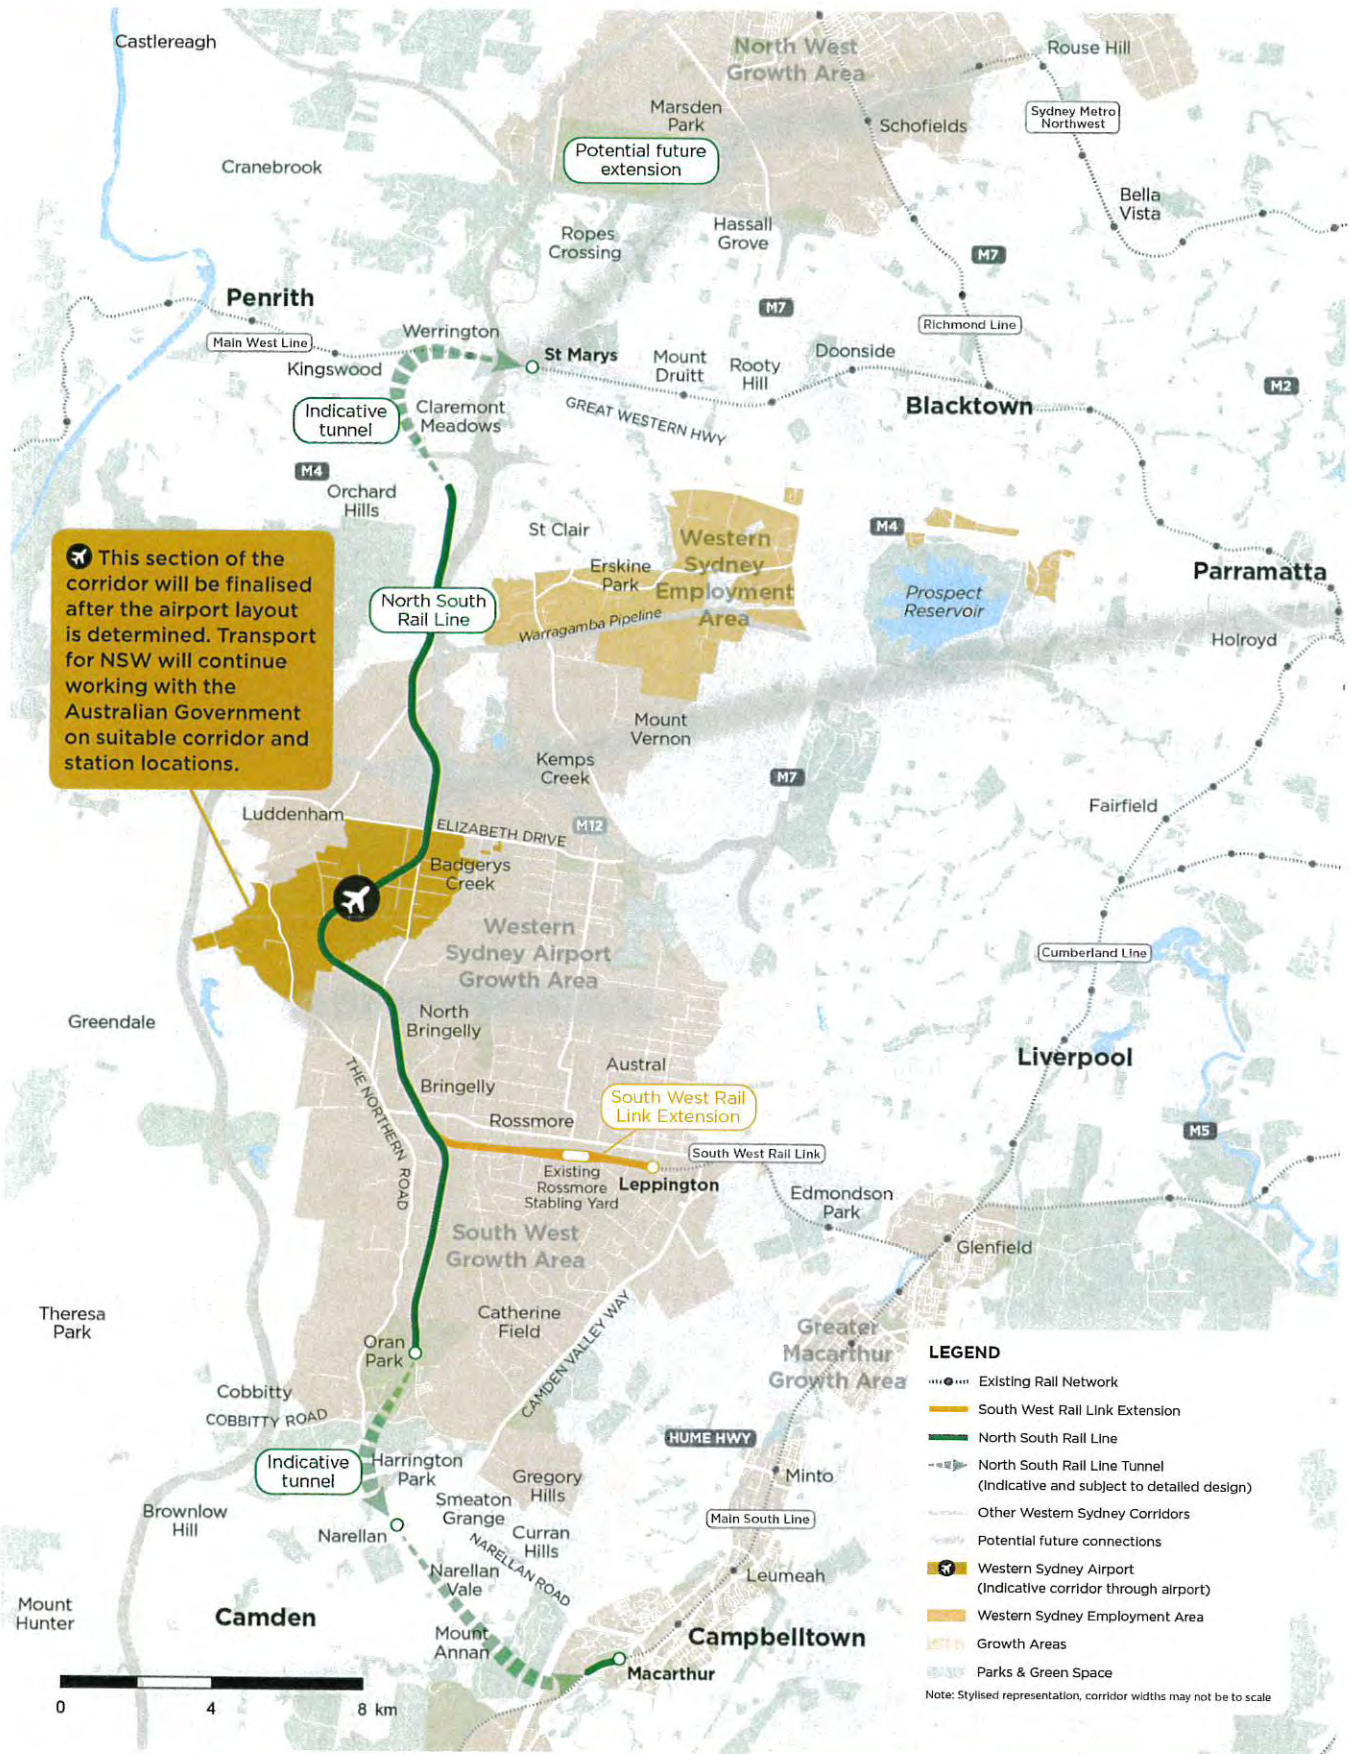 Castlereagh
North West
Growth Area
Rouse Hill
Marsden
Park
Schofields
Sydney Metro
Northwest
Potential future
extension
Cranebrook
Bella
Vista
Ropes
Crossing
Hassall
Grove
M7
Penrith
M7
Richmond Line
Main West Line
Werrington
Kingswood
St Marys
Mount
Druitt
Rooty
Hill
Doonside
M2
Indicative
tunnel
Claremont
Meadows
GREAT WESTERN HWY
Blacktown
M4
Orchard
Hills
St Clair
Western
Sydney
Employment
Area
M4
Erskine
Park
Parramatta
Prospect
Reservoir
This section of the
corridor will be finalised
after the airport layout
is determined. Transport
for NSW will continue
working with the
Australian Government
on suitable corridor and
station locations.
North South
Rail Line
Warragamba Pipeline
Holroyd
Mount
Vernon
Kemps
Creek
M7
Luddenham
ELIZABETH DRIVE
M12
Fairfield
Badgerys
Creek
Western
Sydney Airport
Growth Area
Cumberland Line
Greendale
North
Bringelly
Austral
Liverpool
THE NORTHERN ROAD
Bringelly
South West Rail
Link Extension
Rossmore
M5
South West Rail Link
Existing
Rossmore
Stabling Yard
Leppington
Edmondson
Park
South West
Growth Area
Glenfield
Theresa
Park
Catherine
Field
Oran
Park
CAMDEN VALLEY WAY
Greater
Macarthur
Growth Area
Cobbitty
COBBITTY ROAD
HUME HWY
Indicative
tunnel
Harrington
Park
Gregory
Hills
Minto
Brownlow
Hill
Smeaton
Grange
Main South Line
Narellan
Curran
Hills
NARELLAN ROAD
Narellan
Vale
Leumeah
Mount
Hunter
Camden
Mount
Annan
Campbelltown
Macarthur
0 4 8 km
LEGEND
Existing Rail Network
South West Rail Link Extension
North South Rail Line
North South Rail Line Tunnel
(Indicative and subject to detailed design)
Other Western Sydney Corridors
Potential future connections
Western Sydney Airport
(Indicative corridor through airport)
Western Sydney Employment Area
Growth Areas
Parks & Green Space
Note: Stylised representation, corridor widths may not be to scale